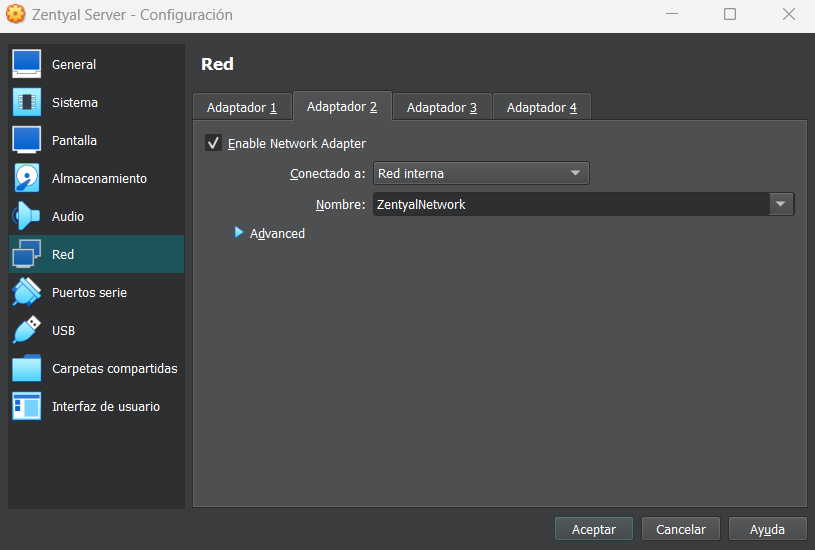 Zentyal Server - Configuración
General
Sistema
Pantalla
Almacenamiento
Audio
Red
Puertos serie
USB
Carpetas compartidas
Interfaz de usuario
Red
Adaptador 1 Adaptador 2 Adaptador 3 Adaptador 4
Enable Network Adapter
Conectado a: Red interna
Nombre: ZentyalNetwork
Advanced
Aceptar Cancelar Ayuda